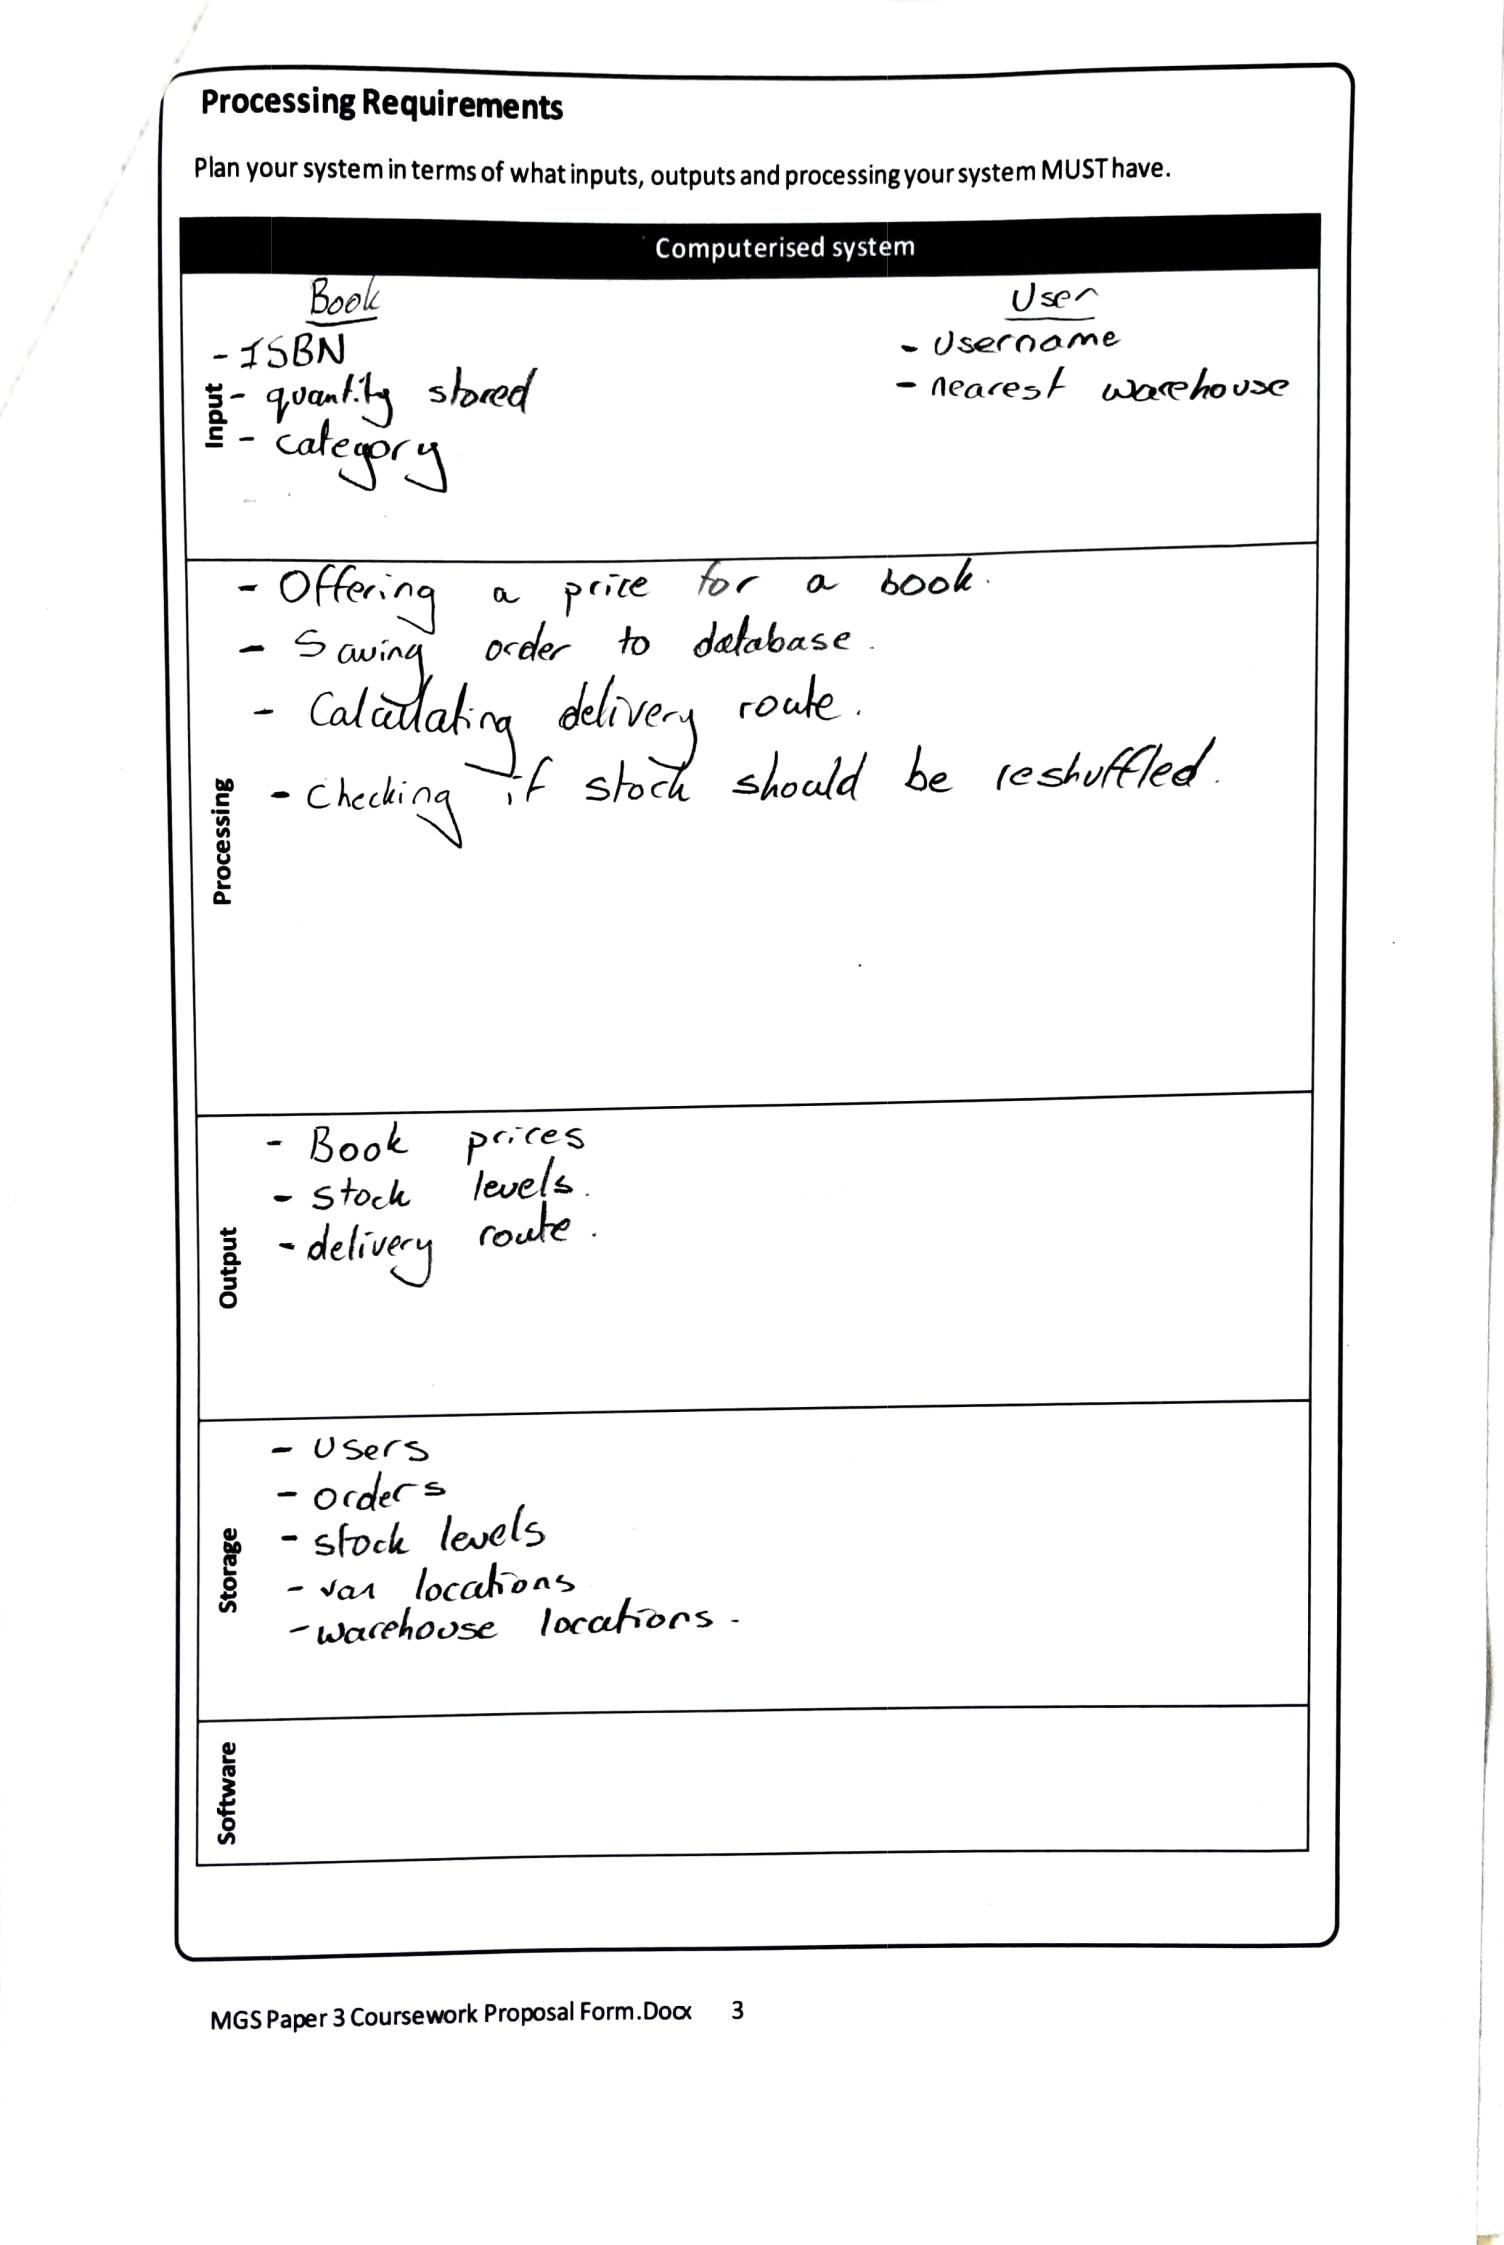 Processing Requirements
Plan your system in terms of what inputs, outputs and processing your system MUST have.
Computerised system
Input
Book
- ISBN
- quantity stored
- category
User
- Username
- nearest warehouse
Processing
- Offering a price for a book.
- Saving order to database.
- Calculating delivery route.
- Checking if stock should be reshuffled.
Output
- Book prices
- stock levels.
- delivery route.
Storage
- Users
- orders
- stock levels
- van locations
- warehouse locations.
Software
MGS Paper 3 Coursework Proposal Form.Docx 3